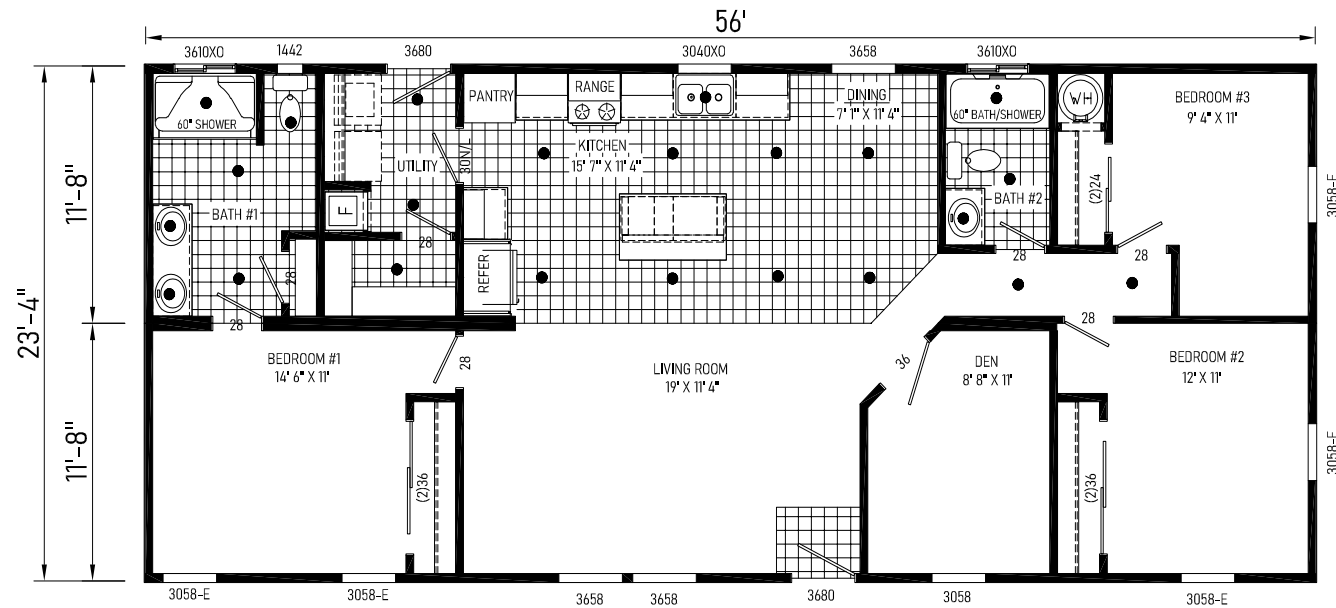 56'
3610XO
1442
3680
3040XO
3658
3610XO
60" SHOWER
PANTRY
RANGE
DINING
7' 1" X 11' 4"
60" BATH/SHOWER
WH
BEDROOM #3
9' 4" X 11'
11'-8"
UTILITY
30N/L
KITCHEN
15' 7" X 11' 4"
(2)24
3058-E
BATH #1
F
BATH #2
28
28
28
28
REFER
23'-4"
28
28
BEDROOM #1
14' 6" X 11'
28
LIVING ROOM
19' X 11' 4"
36
DEN
8' 8" X 11'
BEDROOM #2
12' X 11'
11'-8"
(2)36
(2)36
3058-E
3058-E
3058-E
3658
3658
3680
3058
3058-E